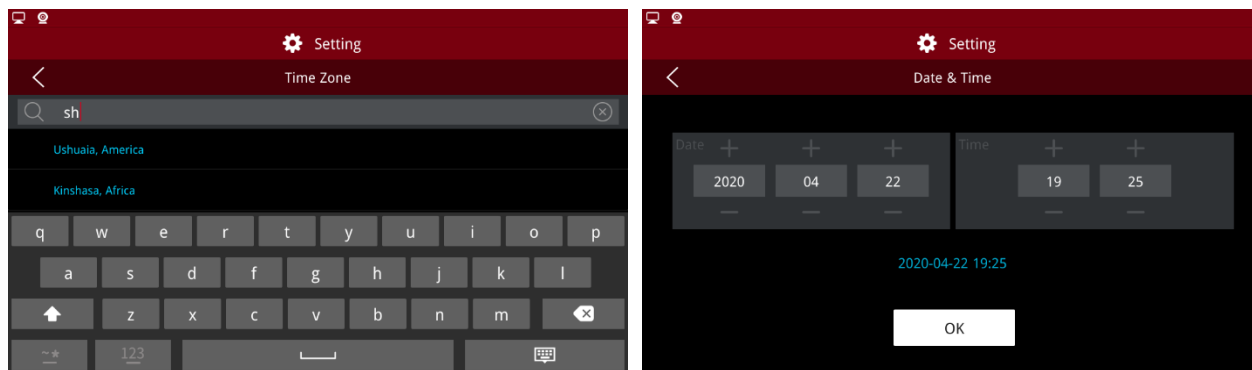 Setting
Time Zone
sh
Ushuaia, America
Kinshasa, Africa
q w e r t y u i o p
a s d f g h j k l
z x c v b n m
~* 123
Setting
Date & Time
Date + + + Time + +
2020 04 22 19 25
— — — — —
2020-04-22 19:25
OK